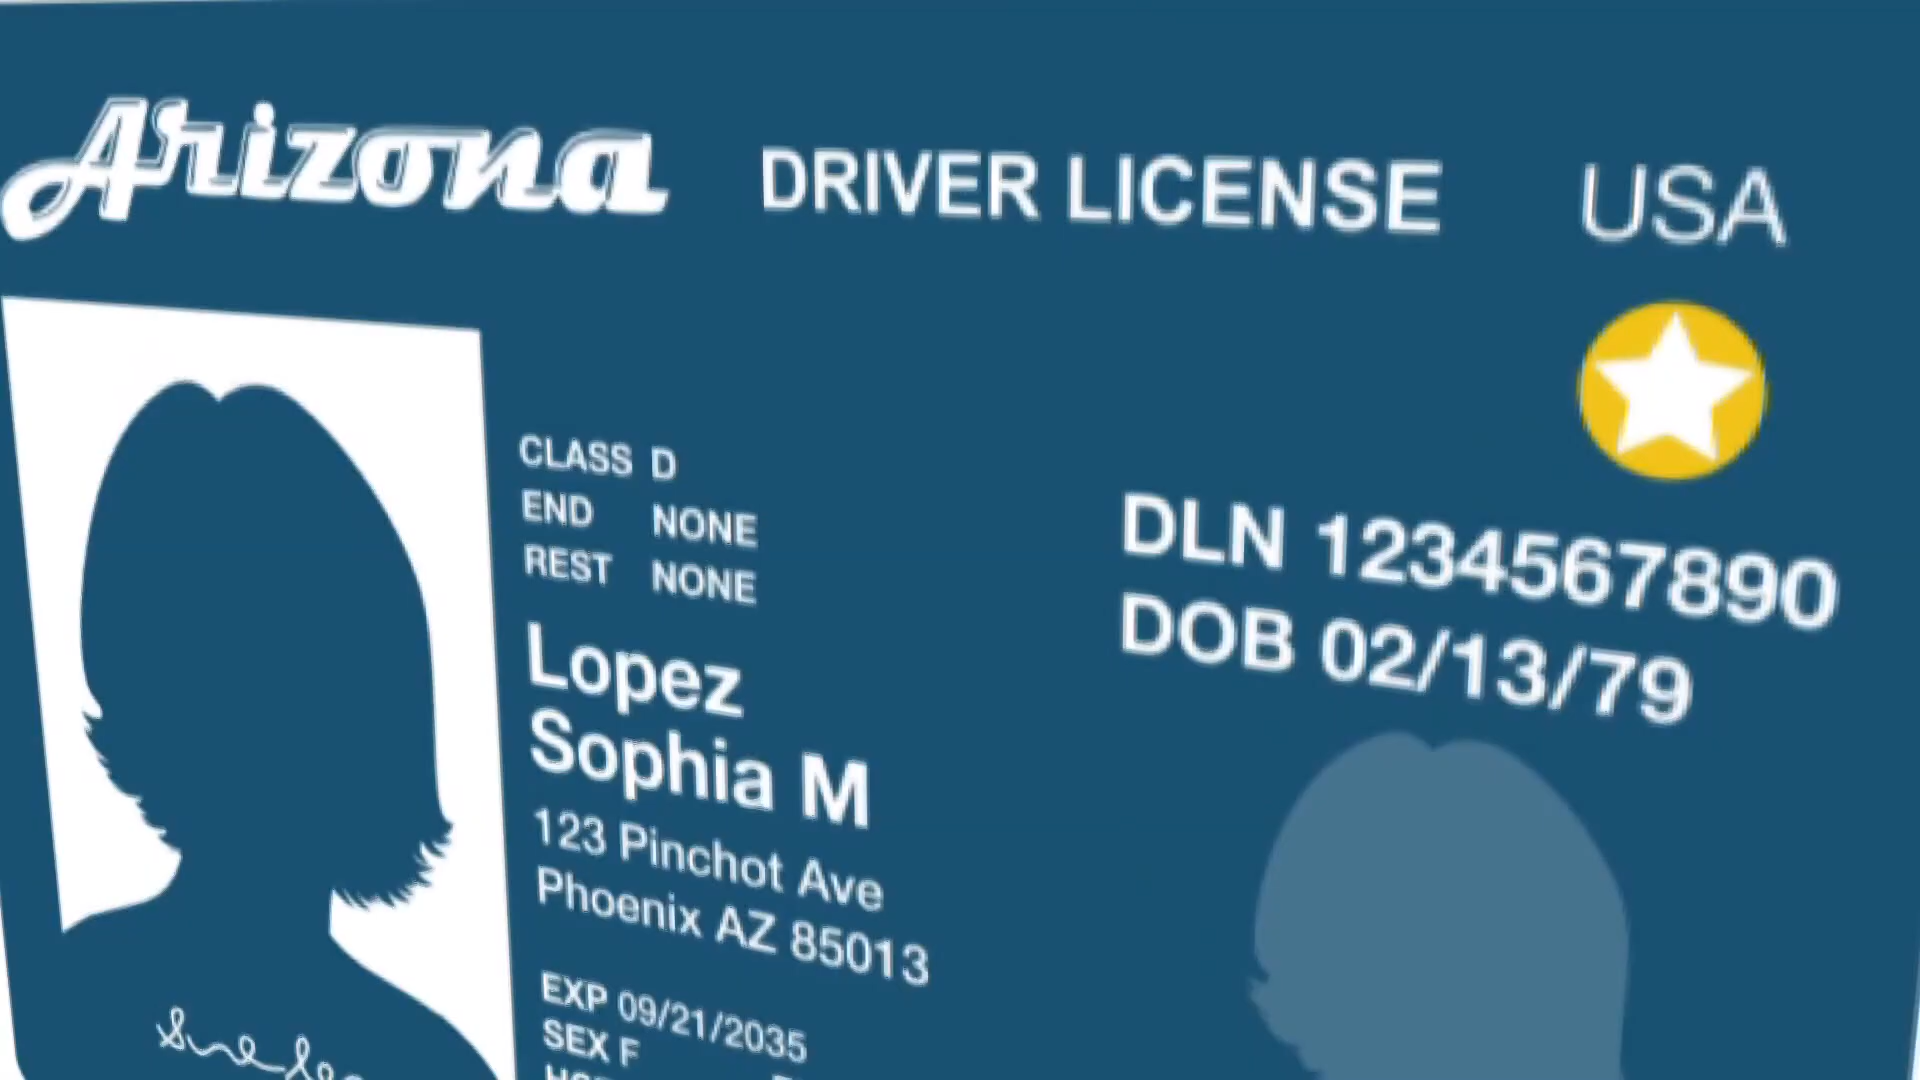 Arizona DRIVER LICENSE USA
CLASS D
END NONE
REST NONE
DLN 1234567890
DOB 02/13/79
Lopez
Sophia M
123 Pinchot Ave
Phoenix AZ 85013
EXP 09/21/2035
SEX F